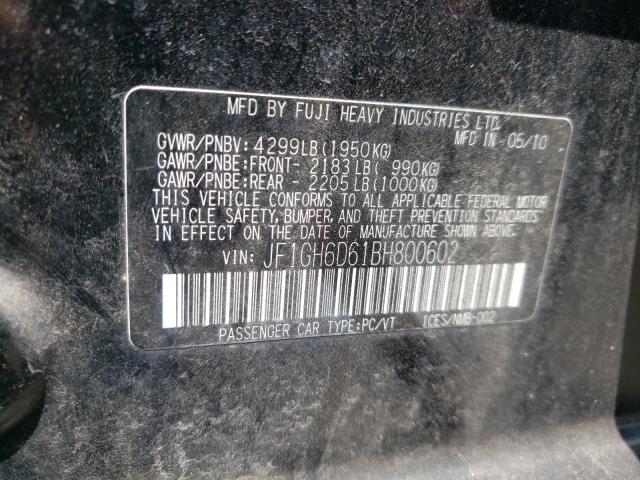 MFD BY FUJI HEAVY INDUSTRIES LTD.
MFD IN 05/10
GVWR/PNBV: 4299LB(1950KG)
GAWR/PNBE:FRONT- 2183LB( 990KG)
GAWR/PNBE:REAR - 2205LB(1000KG)
THIS VEHICLE CONFORMS TO ALL APPLICABLE FEDERAL MOTOR
VEHICLE SAFETY, BUMPER, AND THEFT PREVENTION STANDARDS
IN EFFECT ON THE DATE OF MANUFACTURE SHOWN ABOVE.
VIN: JF1GH6D61BH800602
PASSENGER CAR TYPE:PC/VT ICES/NMB-002